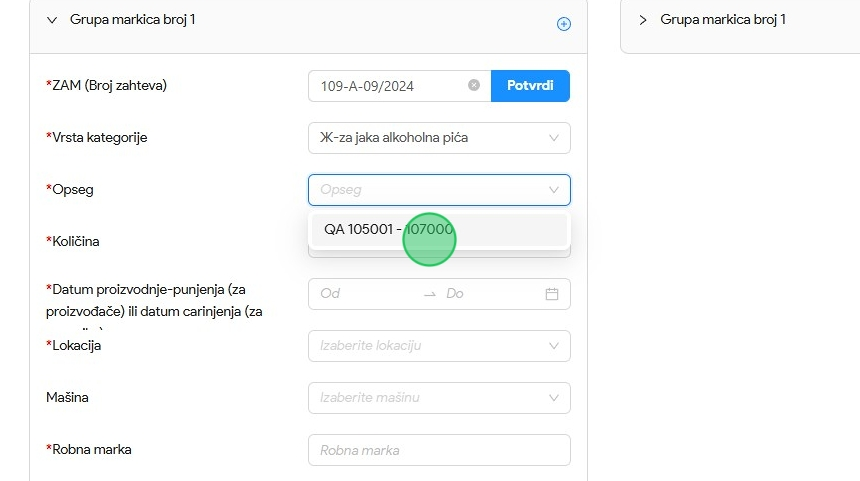 Grupa markica broj 1
Grupa markica broj 1
*ZAM (Broj zahteva)
109-A-09/2024
Potvrdi
*Vrsta kategorije
Ж-za jaka alkoholna pića
*Opseg
Opseg
QA 105001 - 107000
*Količina
*Datum proizvodnje-punjenja (za
proizvođače) ili datum carinjenja (za
Od
Do
*Lokacija
Izaberite lokaciju
Mašina
Izaberite mašinu
*Robna marka
Robna marka